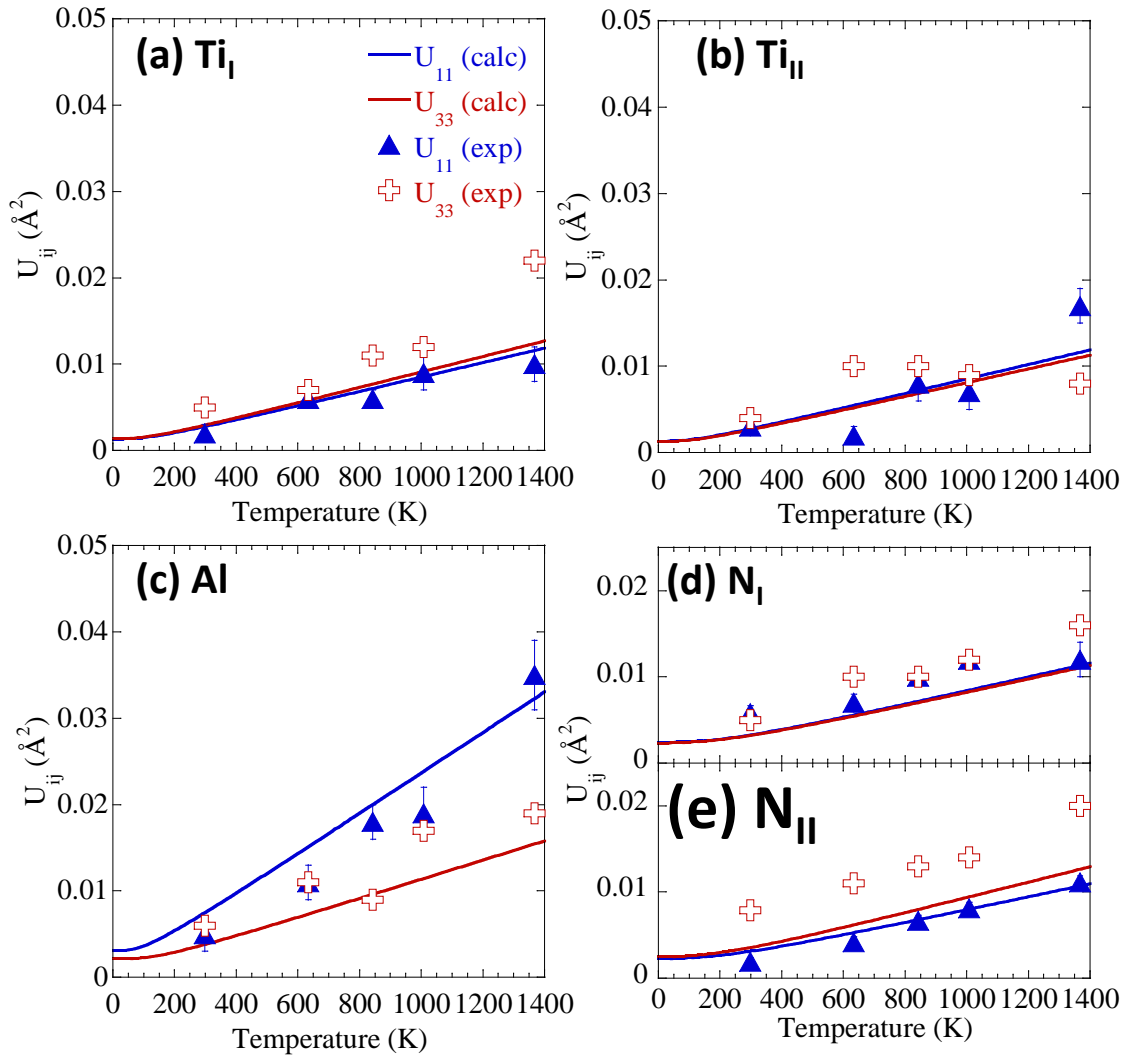 (a) Ti_I
U_11 (calc)
U_33 (calc)
U_11 (exp)
U_33 (exp)
0.05
0.04
0.03
0.02
0.01
0
U_ij (Å^2)
0 200 400 600 800 1000 1200 1400
Temperature (K)
(b) Ti_II
0.05
0.04
0.03
0.02
0.01
0
U_ij (Å^2)
0 200 400 600 800 1000 1200 1400
Temperature (K)
(c) Al
0.05
0.04
0.03
0.02
0.01
0
U_ij (Å^2)
0 200 400 600 800 1000 1200 1400
Temperature (K)
(d) N_I
0.02
0.01
0
U_ij (Å^2)
(e) N_II
0.02
0.01
0
0 200 400 600 800 1000 1200 1400
Temperature (K)